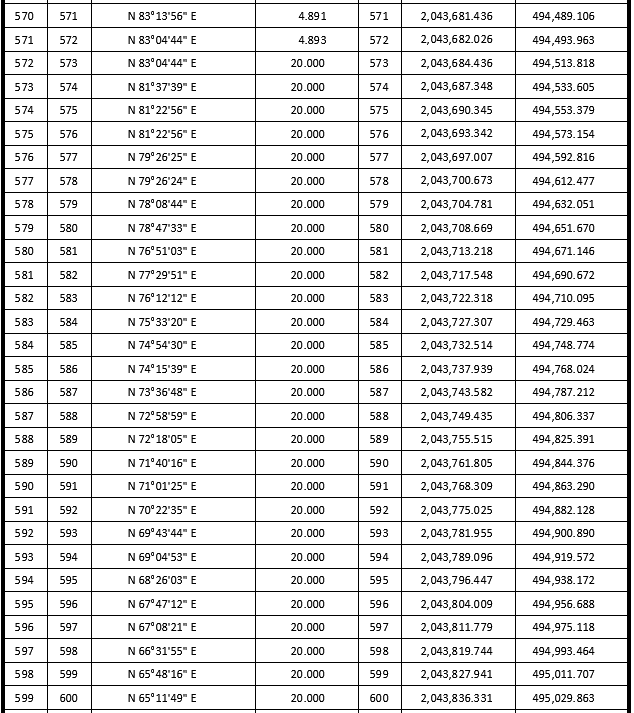 570 571 N 83°13'56" E 4.891 571 2,043,681.436 494,489.106
571 572 N 83°04'44" E 4.893 572 2,043,682.026 494,493.963
572 573 N 83°04'44" E 20.000 573 2,043,684.436 494,513.818
573 574 N 81°37'39" E 20.000 574 2,043,687.348 494,533.605
574 575 N 81°22'56" E 20.000 575 2,043,690.345 494,553.379
575 576 N 81°22'56" E 20.000 576 2,043,693.342 494,573.154
576 577 N 79°26'25" E 20.000 577 2,043,697.007 494,592.816
577 578 N 79°26'24" E 20.000 578 2,043,700.673 494,612.477
578 579 N 78°08'44" E 20.000 579 2,043,704.781 494,632.051
579 580 N 78°47'33" E 20.000 580 2,043,708.669 494,651.670
580 581 N 76°51'03" E 20.000 581 2,043,713.218 494,671.146
581 582 N 77°29'51" E 20.000 582 2,043,717.548 494,690.672
582 583 N 76°12'12" E 20.000 583 2,043,722.318 494,710.095
583 584 N 75°33'20" E 20.000 584 2,043,727.307 494,729.463
584 585 N 74°54'30" E 20.000 585 2,043,732.514 494,748.774
585 586 N 74°15'39" E 20.000 586 2,043,737.939 494,768.024
586 587 N 73°36'48" E 20.000 587 2,043,743.582 494,787.212
587 588 N 72°58'59" E 20.000 588 2,043,749.435 494,806.337
588 589 N 72°18'05" E 20.000 589 2,043,755.515 494,825.391
589 590 N 71°40'16" E 20.000 590 2,043,761.805 494,844.376
590 591 N 71°01'25" E 20.000 591 2,043,768.309 494,863.290
591 592 N 70°22'35" E 20.000 592 2,043,775.025 494,882.128
592 593 N 69°43'44" E 20.000 593 2,043,781.955 494,900.890
593 594 N 69°04'53" E 20.000 594 2,043,789.096 494,919.572
594 595 N 68°26'03" E 20.000 595 2,043,796.447 494,938.172
595 596 N 67°47'12" E 20.000 596 2,043,804.009 494,956.688
596 597 N 67°08'21" E 20.000 597 2,043,811.779 494,975.118
597 598 N 66°31'55" E 20.000 598 2,043,819.744 494,993.464
598 599 N 65°48'16" E 20.000 599 2,043,827.941 495,011.707
599 600 N 65°11'49" E 20.000 600 2,043,836.331 495,029.863